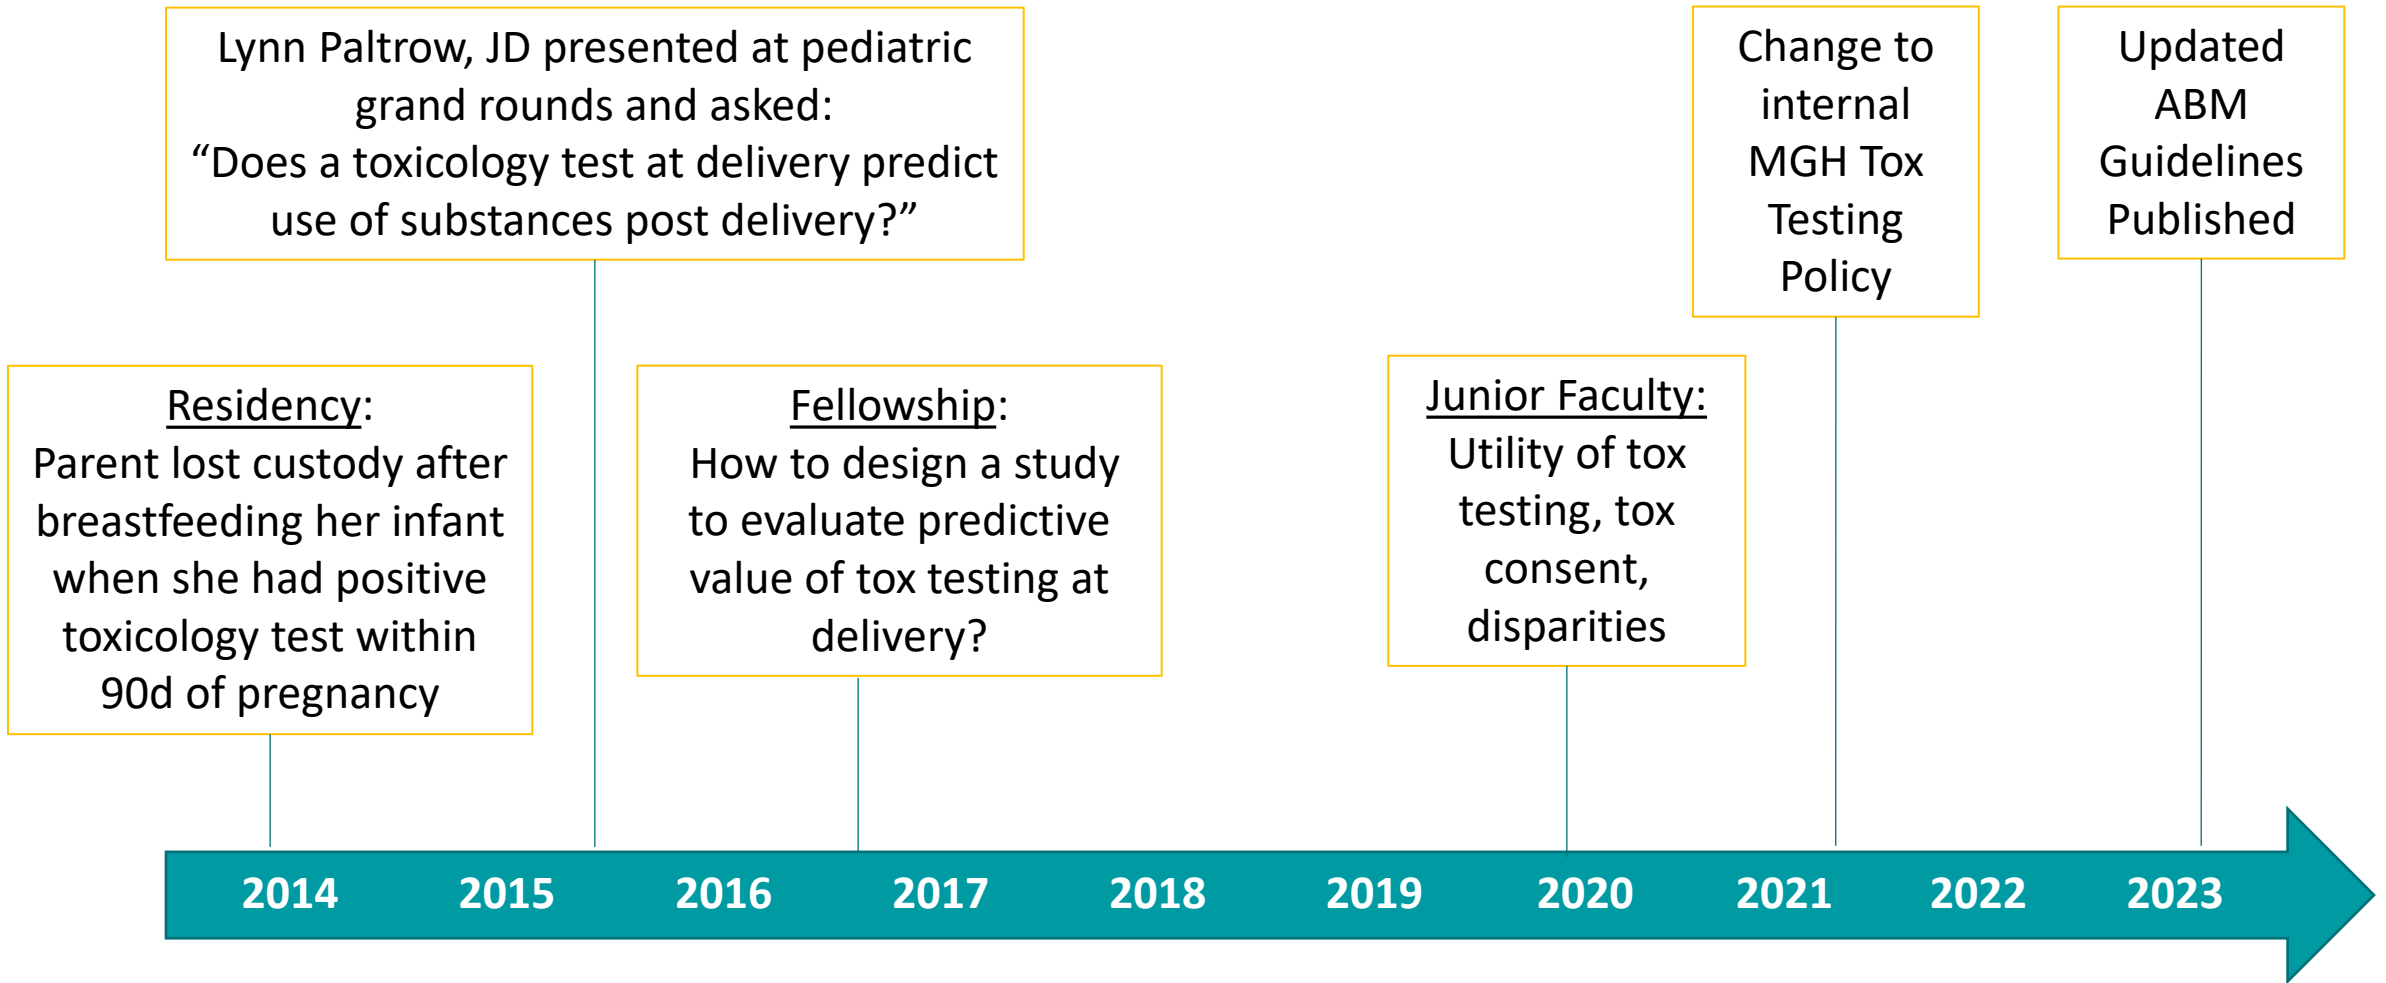 Lynn Paltrow, JD presented at pediatric
grand rounds and asked:
“Does a toxicology test at delivery predict
use of substances post delivery?”
Change to
internal
MGH Tox
Testing
Policy
Updated
ABM
Guidelines
Published
Residency:
Parent lost custody after
breastfeeding her infant
when she had positive
toxicology test within
90d of pregnancy
Fellowship:
How to design a study
to evaluate predictive
value of tox testing at
delivery?
Junior Faculty:
Utility of tox
testing, tox
consent,
disparities
2014 2015 2016 2017 2018 2019 2020 2021 2022 2023